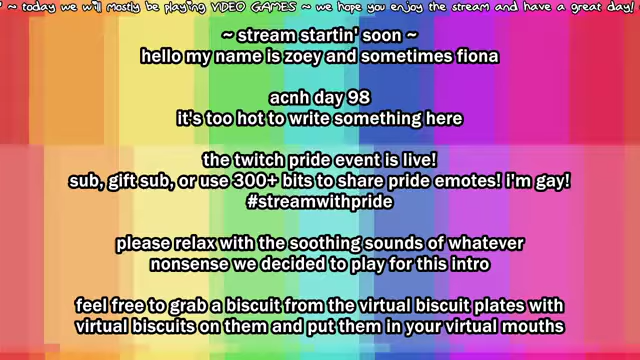 ~ today we will mostly be playing VIDEO GAMES ~ we hope you enjoy the stream and have a great day!
~ stream startin' soon ~
hello my name is zoey and sometimes fiona
acnh day 98
it's too hot to write something here
the twitch pride event is live!
sub, gift sub, or use 300+ bits to share pride emotes! i'm gay!
#streamwithpride
please relax with the soothing sounds of whatever
nonsense we decided to play for this intro
feel free to grab a biscuit from the virtual biscuit plates with
virtual biscuits on them and put them in your virtual mouths